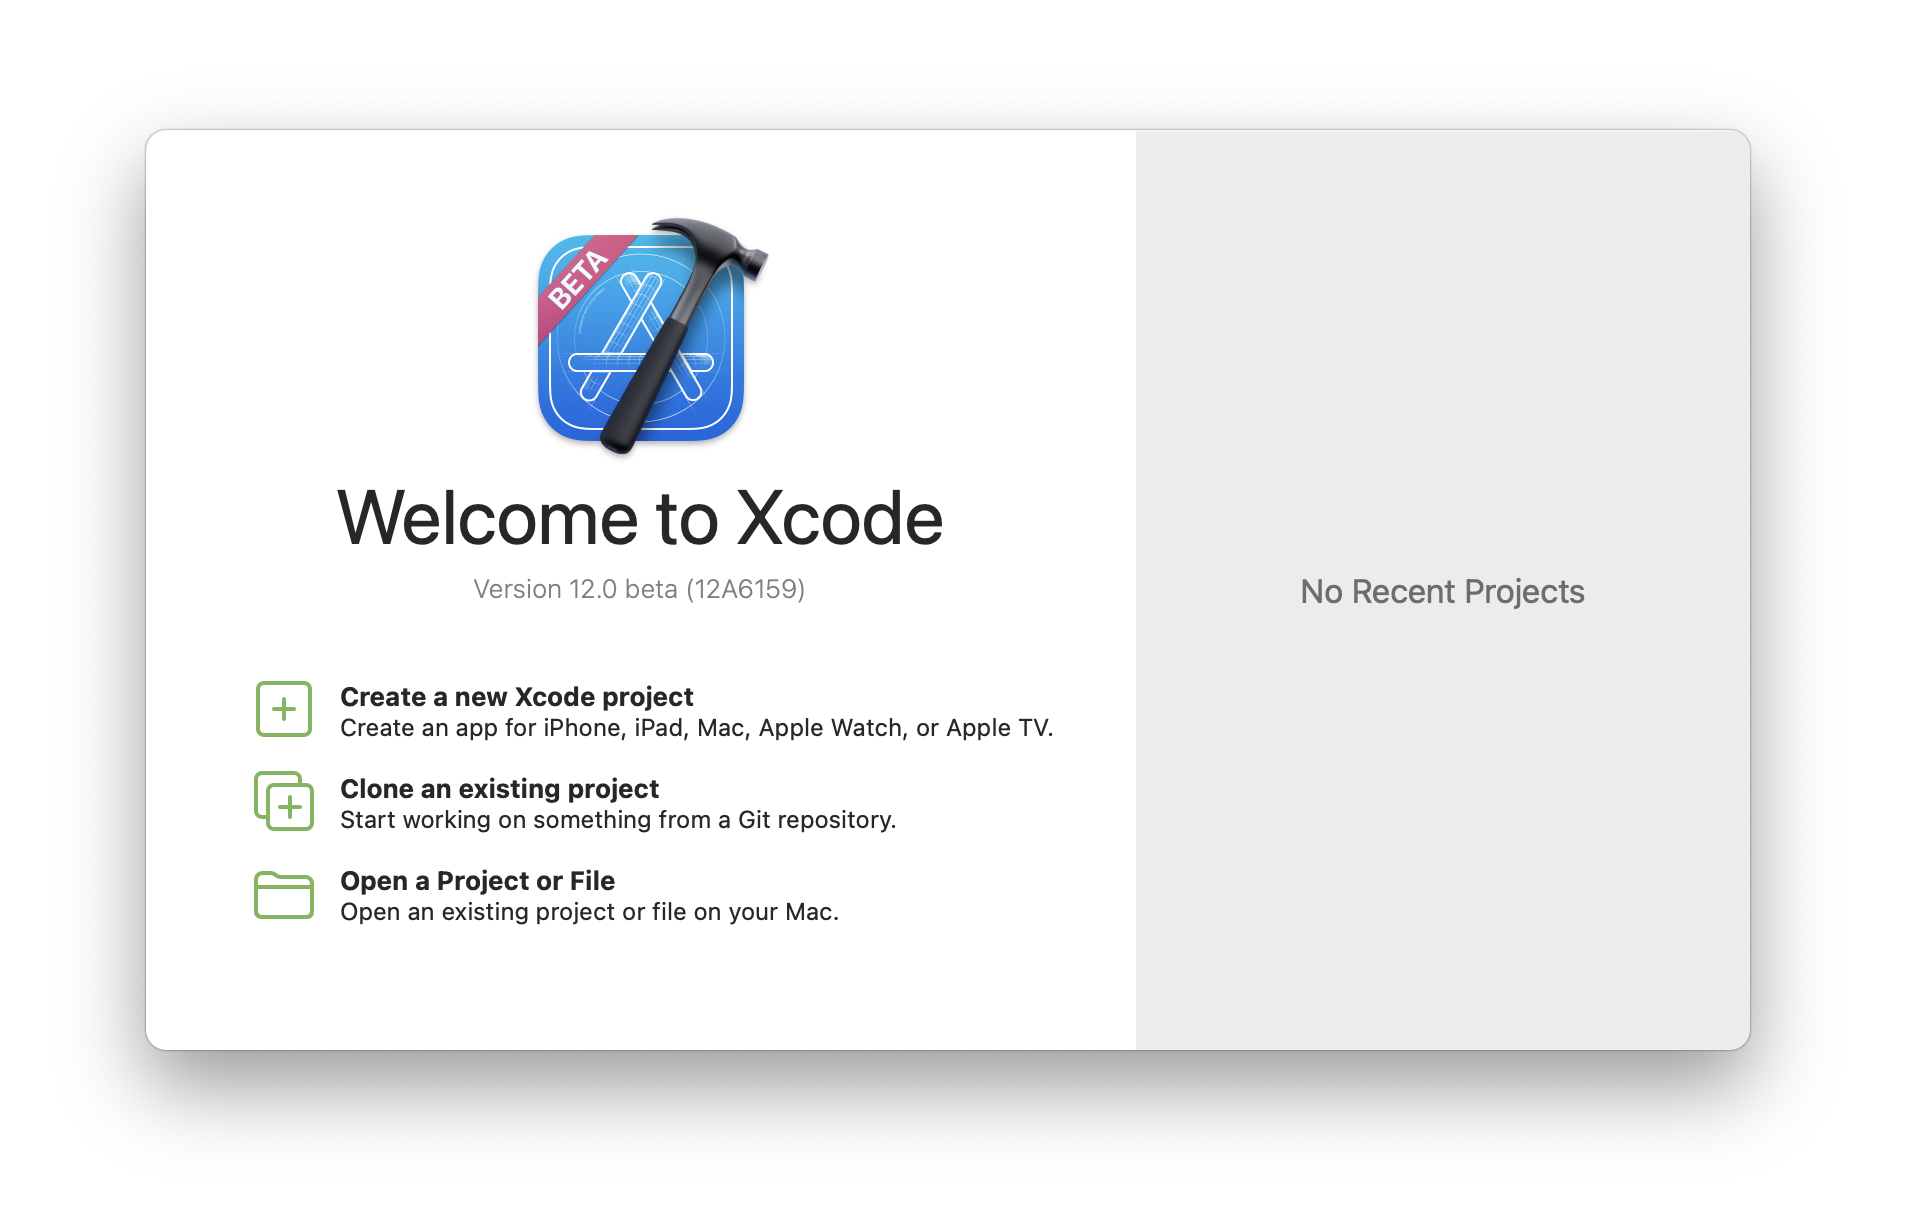 BETA
Welcome to Xcode
Version 12.0 beta (12A6159)
Create a new Xcode project
Create an app for iPhone, iPad, Mac, Apple Watch, or Apple TV.
Clone an existing project
Start working on something from a Git repository.
Open a Project or File
Open an existing project or file on your Mac.
No Recent Projects